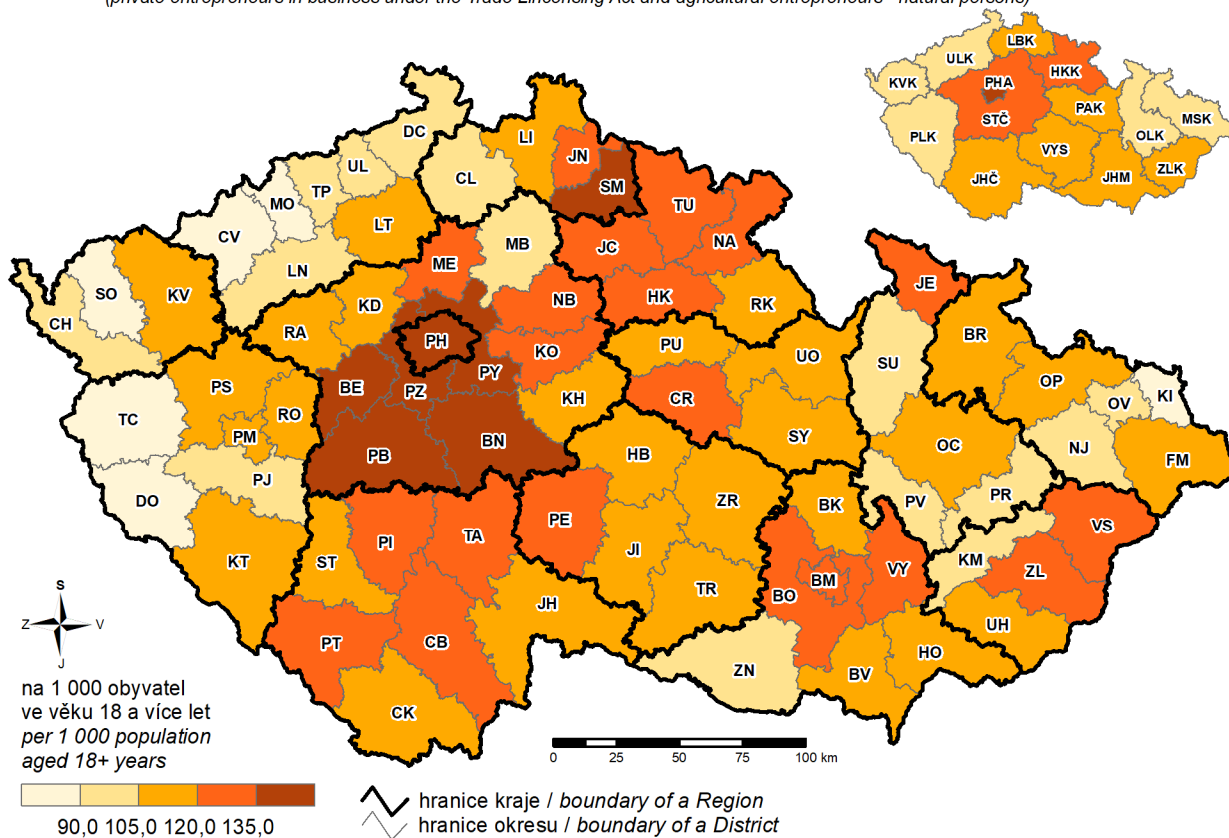 (private entrepreneurs in business under the Trade Lincensing Act and agricultural entrepreneurs - natural persons)
LBK
ULK
KVK
PHA
HKK
STČ
PAK
MSK
PLK
OLK
VYS
ZLK
JHČ
JHM
DC
LI
UL
JN
CL
TP
SM
MO
TU
LT
CV
MB
JC
NA
LN
ME
SO
KV
KD
NB
HK
RK
JE
CH
RA
BR
PH
KO
PU
UO
SU
PS
BE
PZ
PY
OP
KI
TC
RO
KH
CR
OV
PM
SY
OC
NJ
FM
PB
BN
HB
PJ
DO
PR
PV
ZR
BK
VS
PE
PI
TA
JI
KT
ST
KM
VY
ZL
BM
TR
BO
JH
UH
PT
CB
HO
ZN
BV
CK
S
Z
V
J
na 1 000 obyvatel
ve věku 18 a více let
per 1 000 population
aged 18+ years
90,0 105,0 120,0 135,0
0 25 50 75 100 km
hranice kraje / boundary of a Region
hranice okresu / boundary of a District